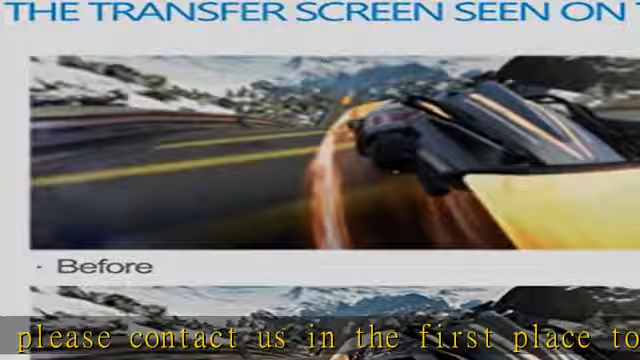 THE TRANSFER SCREEN SEEN ON
· Before
please contact us in the first place to